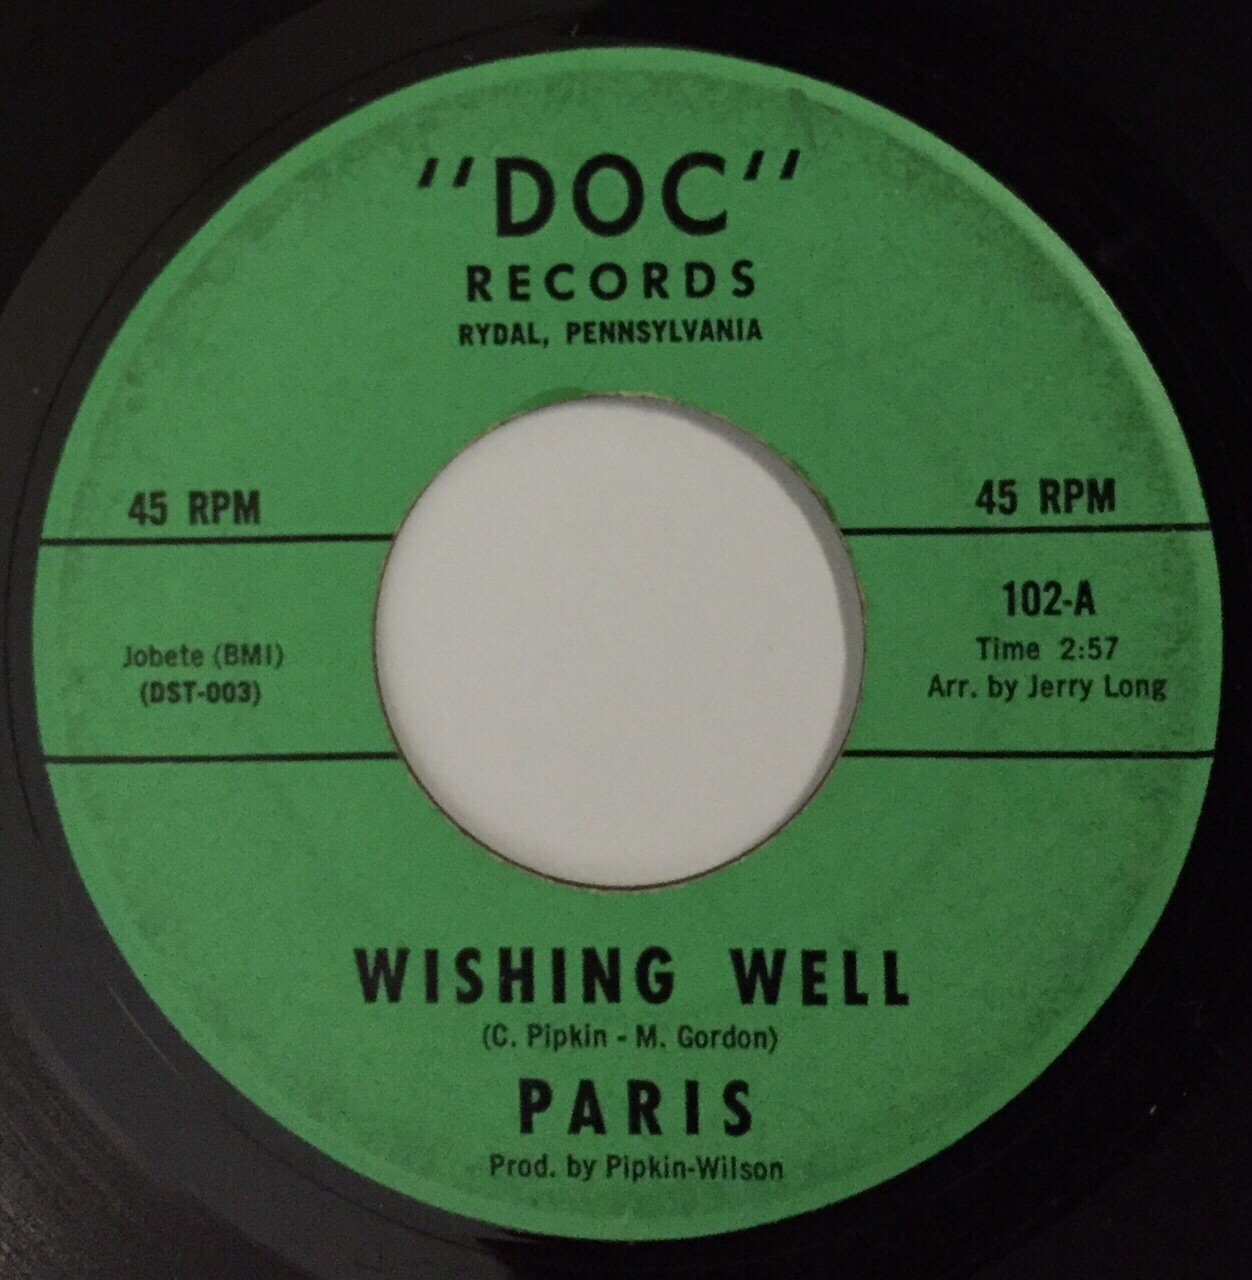 "DOC"
RECORDS
RYDAL, PENNSYLVANIA
45 RPM
45 RPM
Jobete (BMI)
(DST-003)
102-A
Time 2:57
Arr. by Jerry Long
WISHING WELL
(C. Pipkin - M. Gordon)
PARIS
Prod. by Pipkin-Wilson